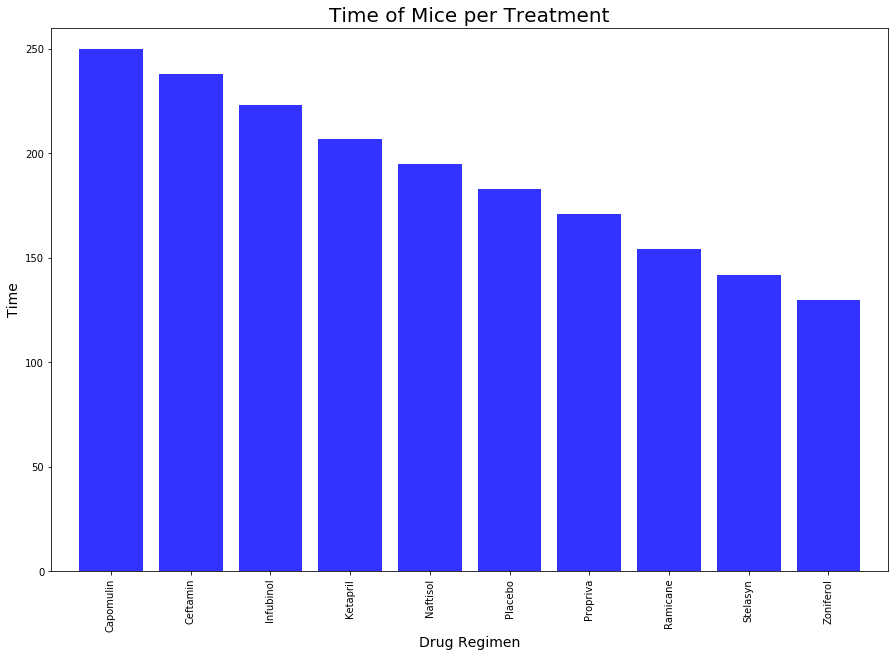 Time of Mice per Treatment
250
200
150
100
50
0
Time
Capomulin
Ceftamin
Infubinol
Ketapril
Naftisol
Placebo
Propriva
Ramicane
Stelasyn
Zoniferol
Drug Regimen